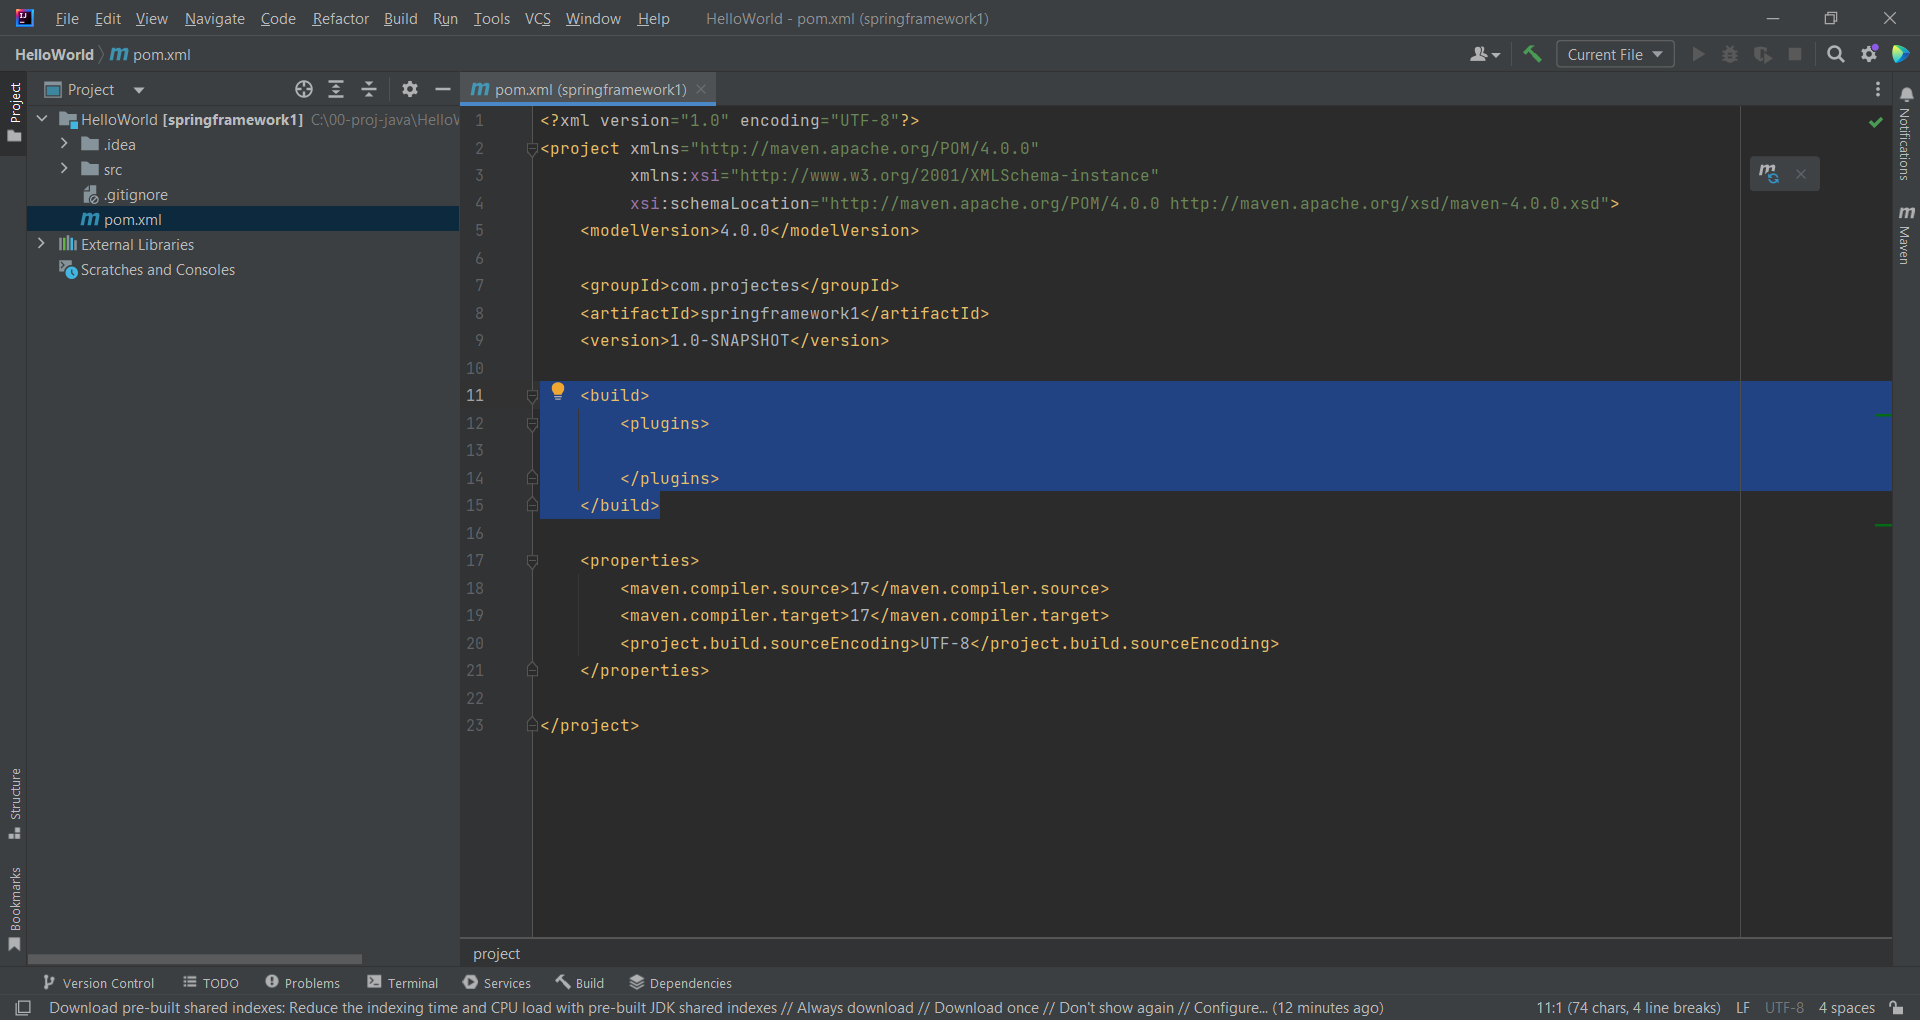 File Edit View Navigate Code Refactor Build Run Tools VCS Window Help HelloWorld - pom.xml (springframework1)
HelloWorld m pom.xml
Current File
Project
pom.xml (springframework1)
HelloWorld [springframework1] C:\00-proj-java\HelloW
.idea
src
.gitignore
pom.xml
External Libraries
Scratches and Consoles
Project
Structure
Bookmarks
1 <?xml version="1.0" encoding="UTF-8"?>
2 <project xmlns="http://maven.apache.org/POM/4.0.0"
3 xmlns:xsi="http://www.w3.org/2001/XMLSchema-instance"
4 xsi:schemaLocation="http://maven.apache.org/POM/4.0.0 http://maven.apache.org/xsd/maven-4.0.0.xsd">
5 <modelVersion>4.0.0</modelVersion>
6
7 <groupId>com.projectes</groupId>
8 <artifactId>springframework1</artifactId>
9 <version>1.0-SNAPSHOT</version>
10
11 <build>
12 <plugins>
13
14 </plugins>
15 </build>
16
17 <properties>
18 <maven.compiler.source>17</maven.compiler.source>
19 <maven.compiler.target>17</maven.compiler.target>
20 <project.build.sourceEncoding>UTF-8</project.build.sourceEncoding>
21 </properties>
22
23 </project>
Notifications
Maven
project
Version Control TODO Problems Terminal Services Build Dependencies
Download pre-built shared indexes: Reduce the indexing time and CPU load with pre-built JDK shared indexes // Always download // Download once // Don't show again // Configure... (12 minutes ago) 11:1 (74 chars, 4 line breaks) LF UTF-8 4 spaces